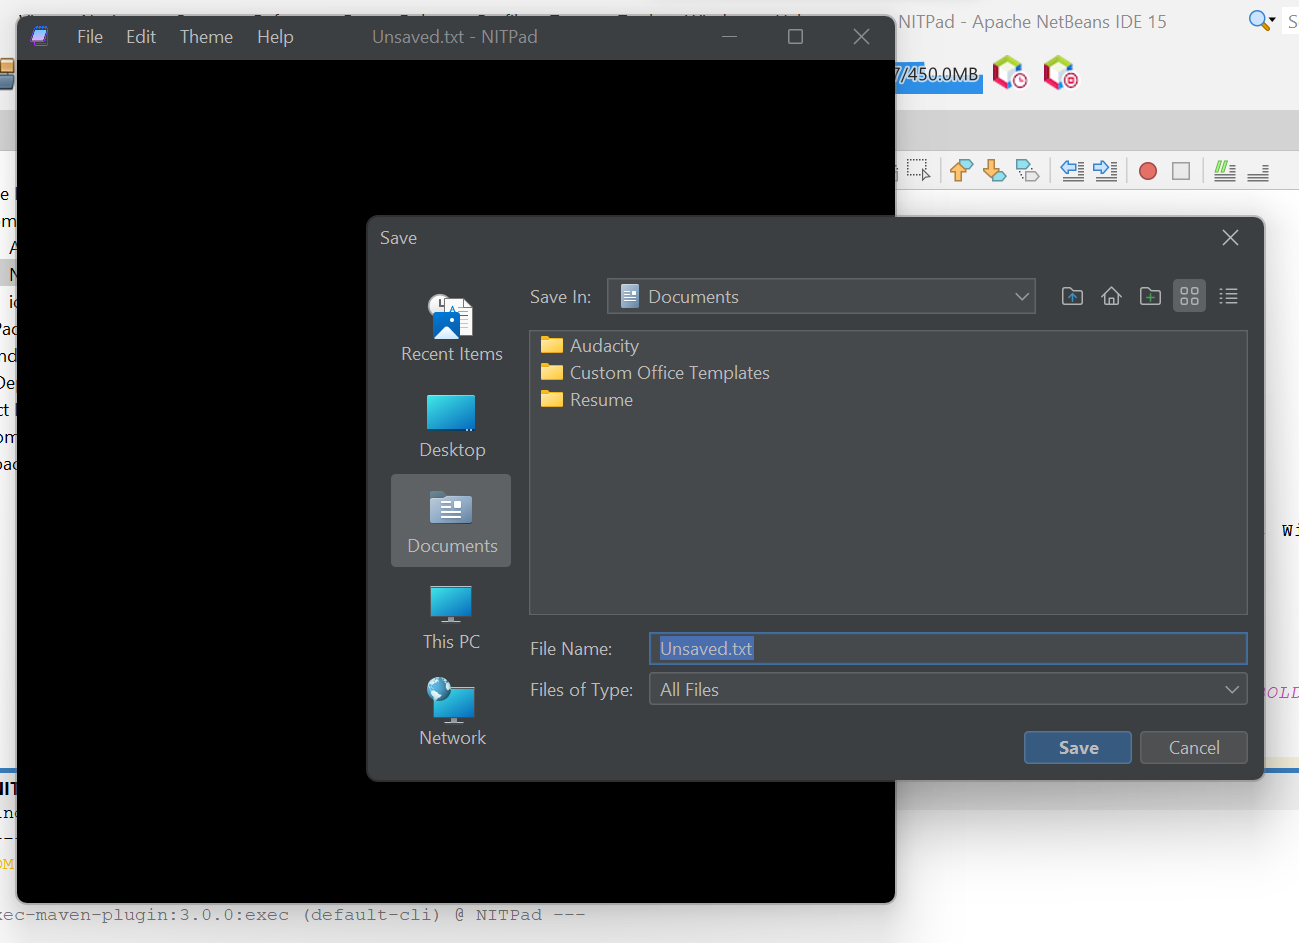 File Edit Theme Help Unsaved.txt - NITPad
NITPad - Apache NetBeans IDE 15
/450.0MB
Save
Save In: Documents
Recent Items
Desktop
Documents
This PC
Network
Audacity
Custom Office Templates
Resume
File Name: Unsaved.txt
Files of Type: All Files
Save Cancel
xec-maven-plugin:3.0.0:exec (default-cli) @ NITPad ---